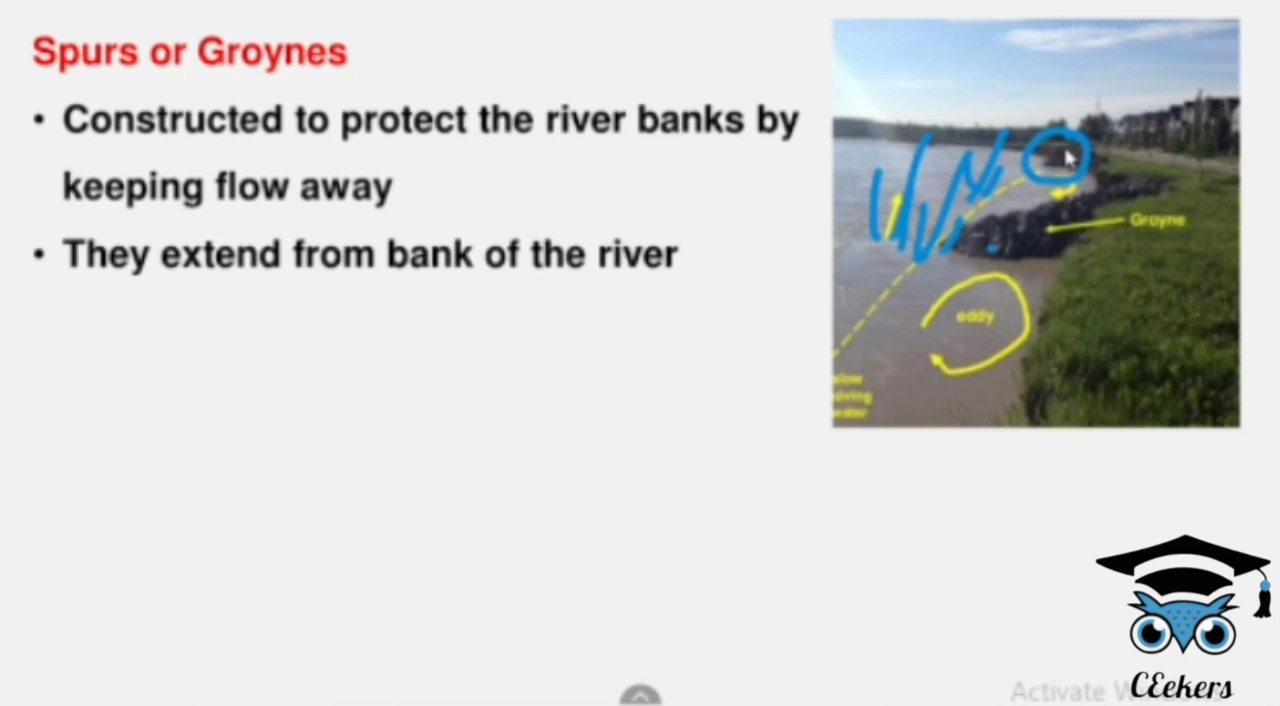 Spurs or Groynes
• Constructed to protect the river banks by
keeping flow away
• They extend from bank of the river
Groyne
eddy
CEekers